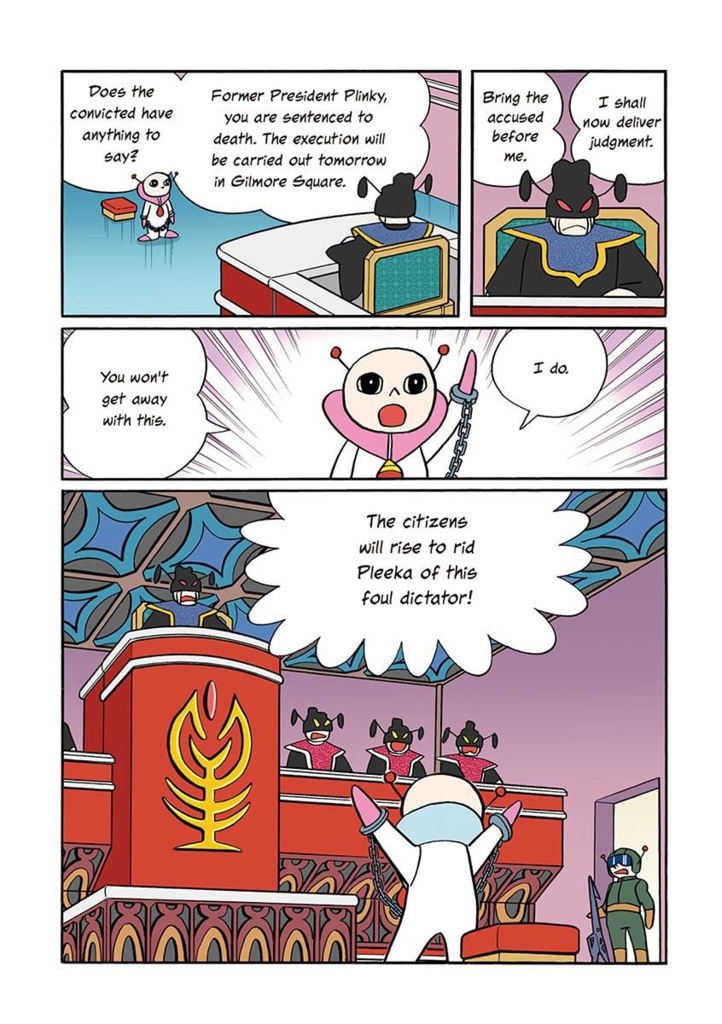 I shall
now deliver
judgment.
Bring the
accused
before
me.
Former President Plinky,
you are sentenced to
death. The execution will
be carried out tomorrow
in Gilmore Square.
Does the
convicted have
anything to
say?
I do.
You won't
get away
with this.
The citizens
will rise to rid
Pleeka of this
foul dictator!